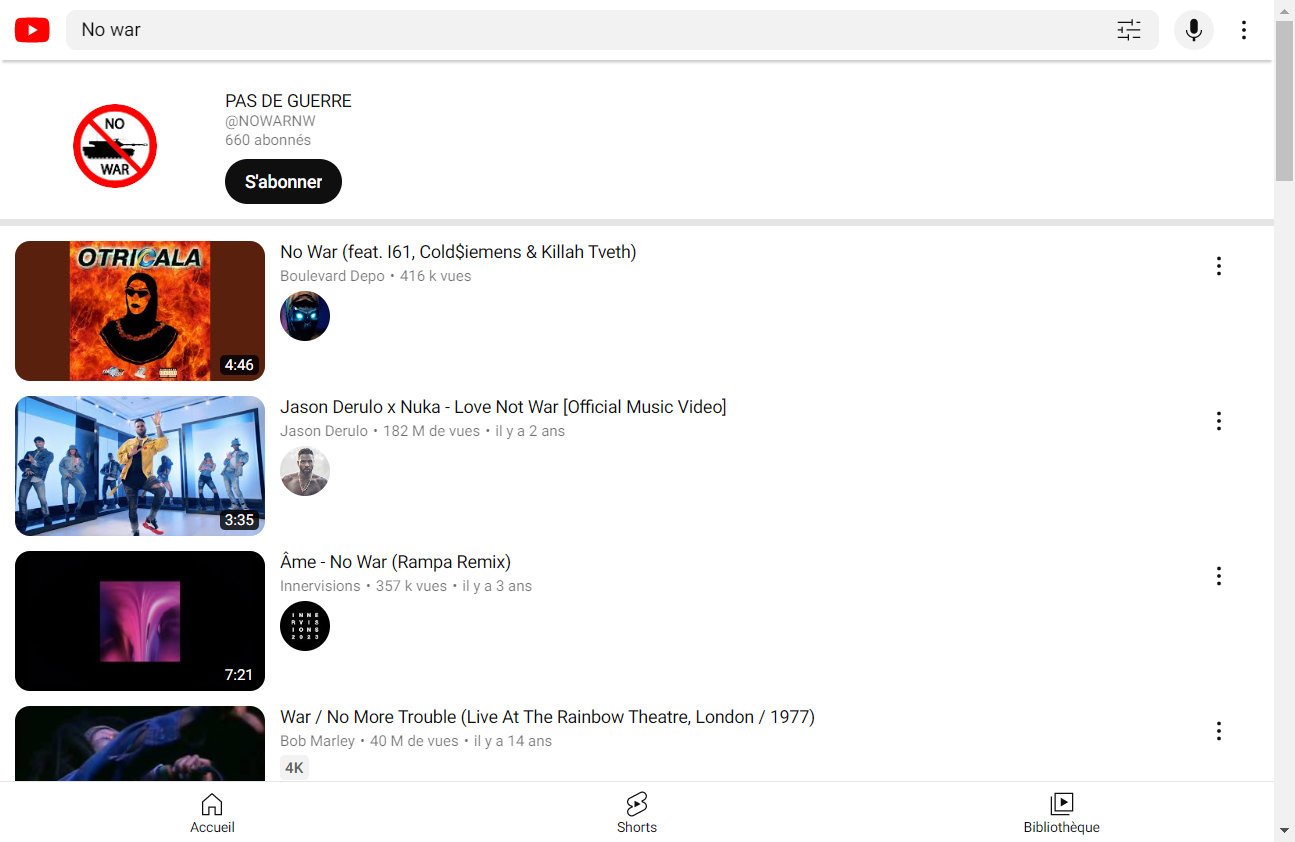 No war
NO
WAR
PAS DE GUERRE
@NOWARNW
660 abonnés
S'abonner
OTRICALA
4:46
No War (feat. I61, Cold$iemens & Killah Tveth)
Boulevard Depo • 416 k vues
3:35
Jason Derulo x Nuka - Love Not War [Official Music Video]
Jason Derulo • 182 M de vues • il y a 2 ans
7:21
Âme - No War (Rampa Remix)
Innervisions • 357 k vues • il y a 3 ans
INNE
RVIS
IONS
2023
War / No More Trouble (Live At The Rainbow Theatre, London / 1977)
Bob Marley • 40 M de vues • il y a 14 ans
4K
Accueil
Shorts
Bibliothèque